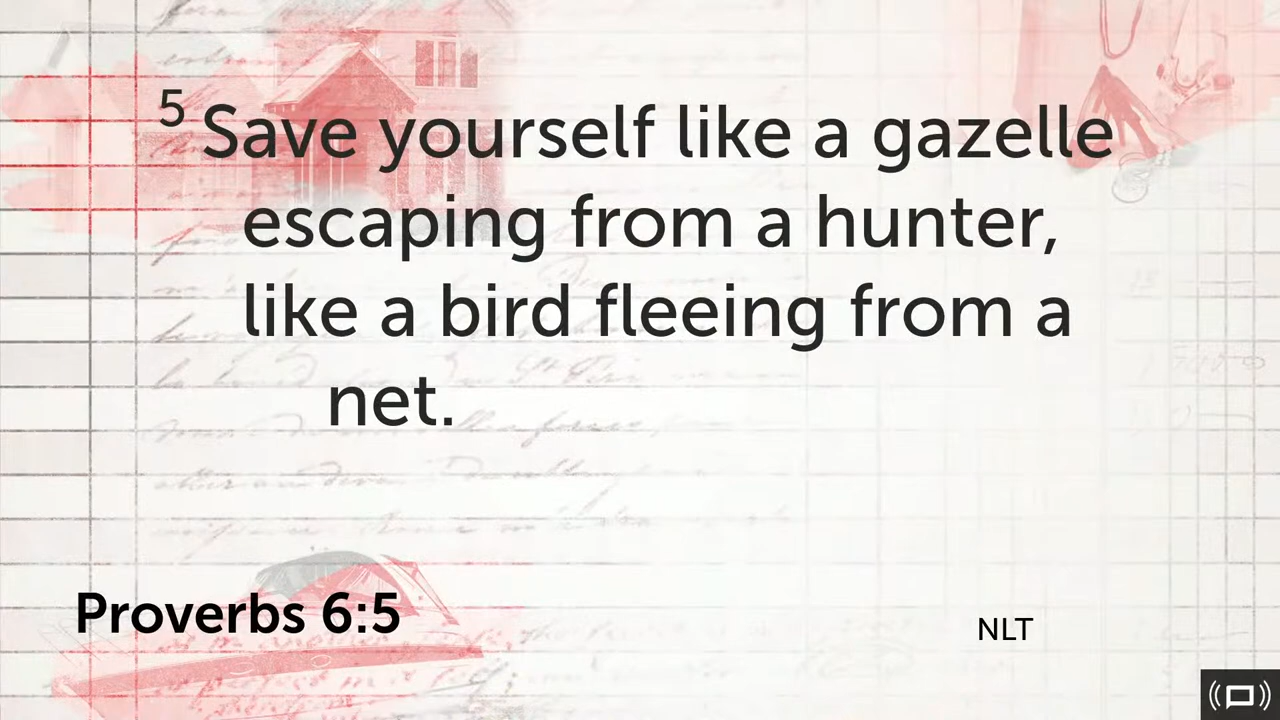 5 Save yourself like a gazelle
escaping from a hunter,
like a bird fleeing from a
net.
Proverbs 6:5
NLT